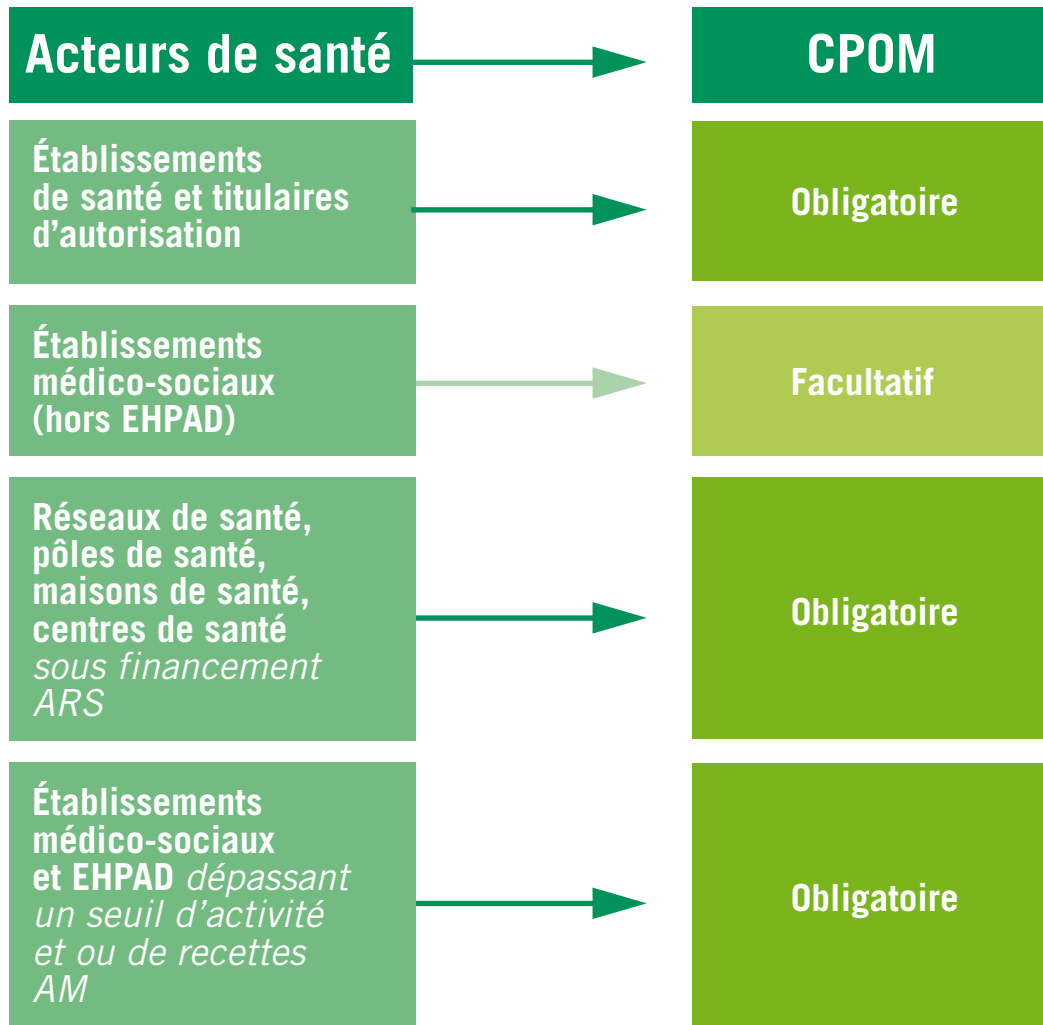 Acteurs de santé
CPOM
Établissements
de santé et titulaires
d’autorisation
Obligatoire
Établissements
médico-sociaux
(hors EHPAD)
Facultatif
Réseaux de santé,
pôles de santé,
maisons de santé,
centres de santé
sous financement
ARS
Obligatoire
Établissements
médico-sociaux
et EHPAD dépassant
un seuil d’activité
et ou de recettes
AM
Obligatoire